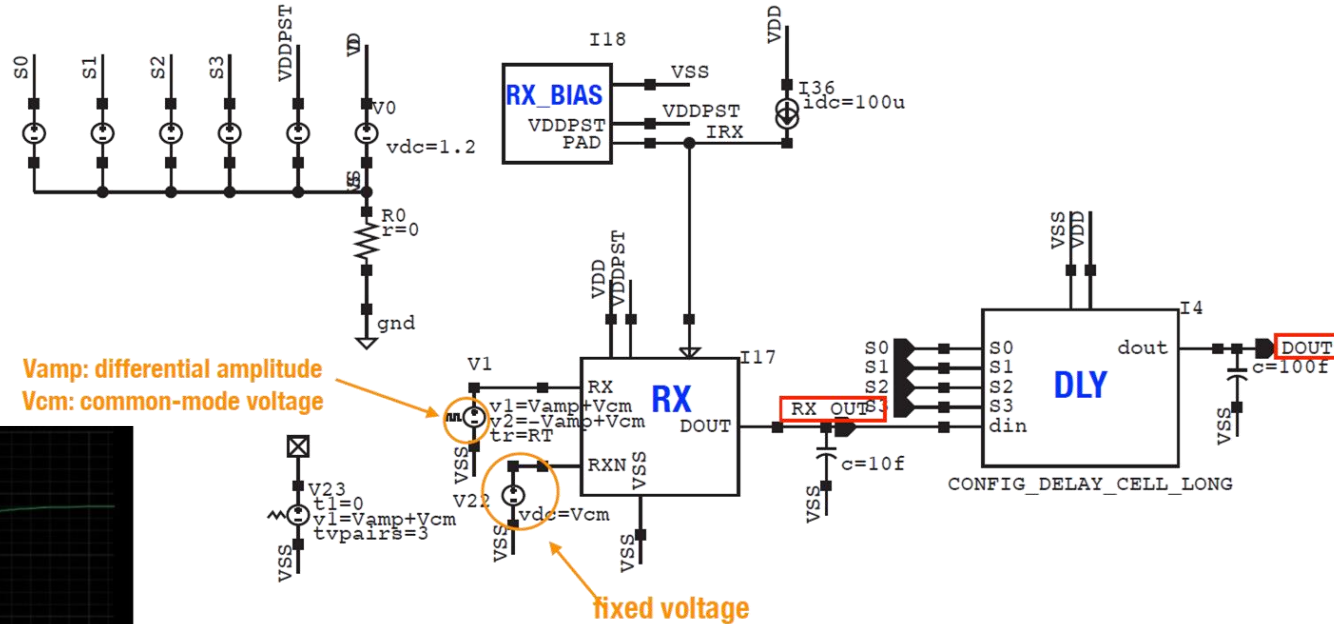 S0
S1
S2
S3
VDDPST
V0
vdc=1.2
R0
r=0
gnd
I18
RX_BIAS
VSS
VDDPST
VDDPST
PAD
IRX
VDD
I36
idc=100u
VDD
VDDPST
Vamp: differential amplitude
Vcm: common-mode voltage
V1
v1=Vamp+Vcm
v2=-Vamp+Vcm
tr=RT
VSS
RX
RX
RXN
DOUT
VSS
I17
VSS
V22
vdc=Vcm
VSS
fixed voltage
V23
t1=0
v1=Vamp+Vcm
tvpairs=3
VSS
RX_OUT
c=10f
VSS
S0
S1
S2
S3
VSS
VDD
I4
S0
S1
S2
S3
din
DLY
dout
CONFIG_DELAY_CELL_LONG
DOUT
c=100f
VSS